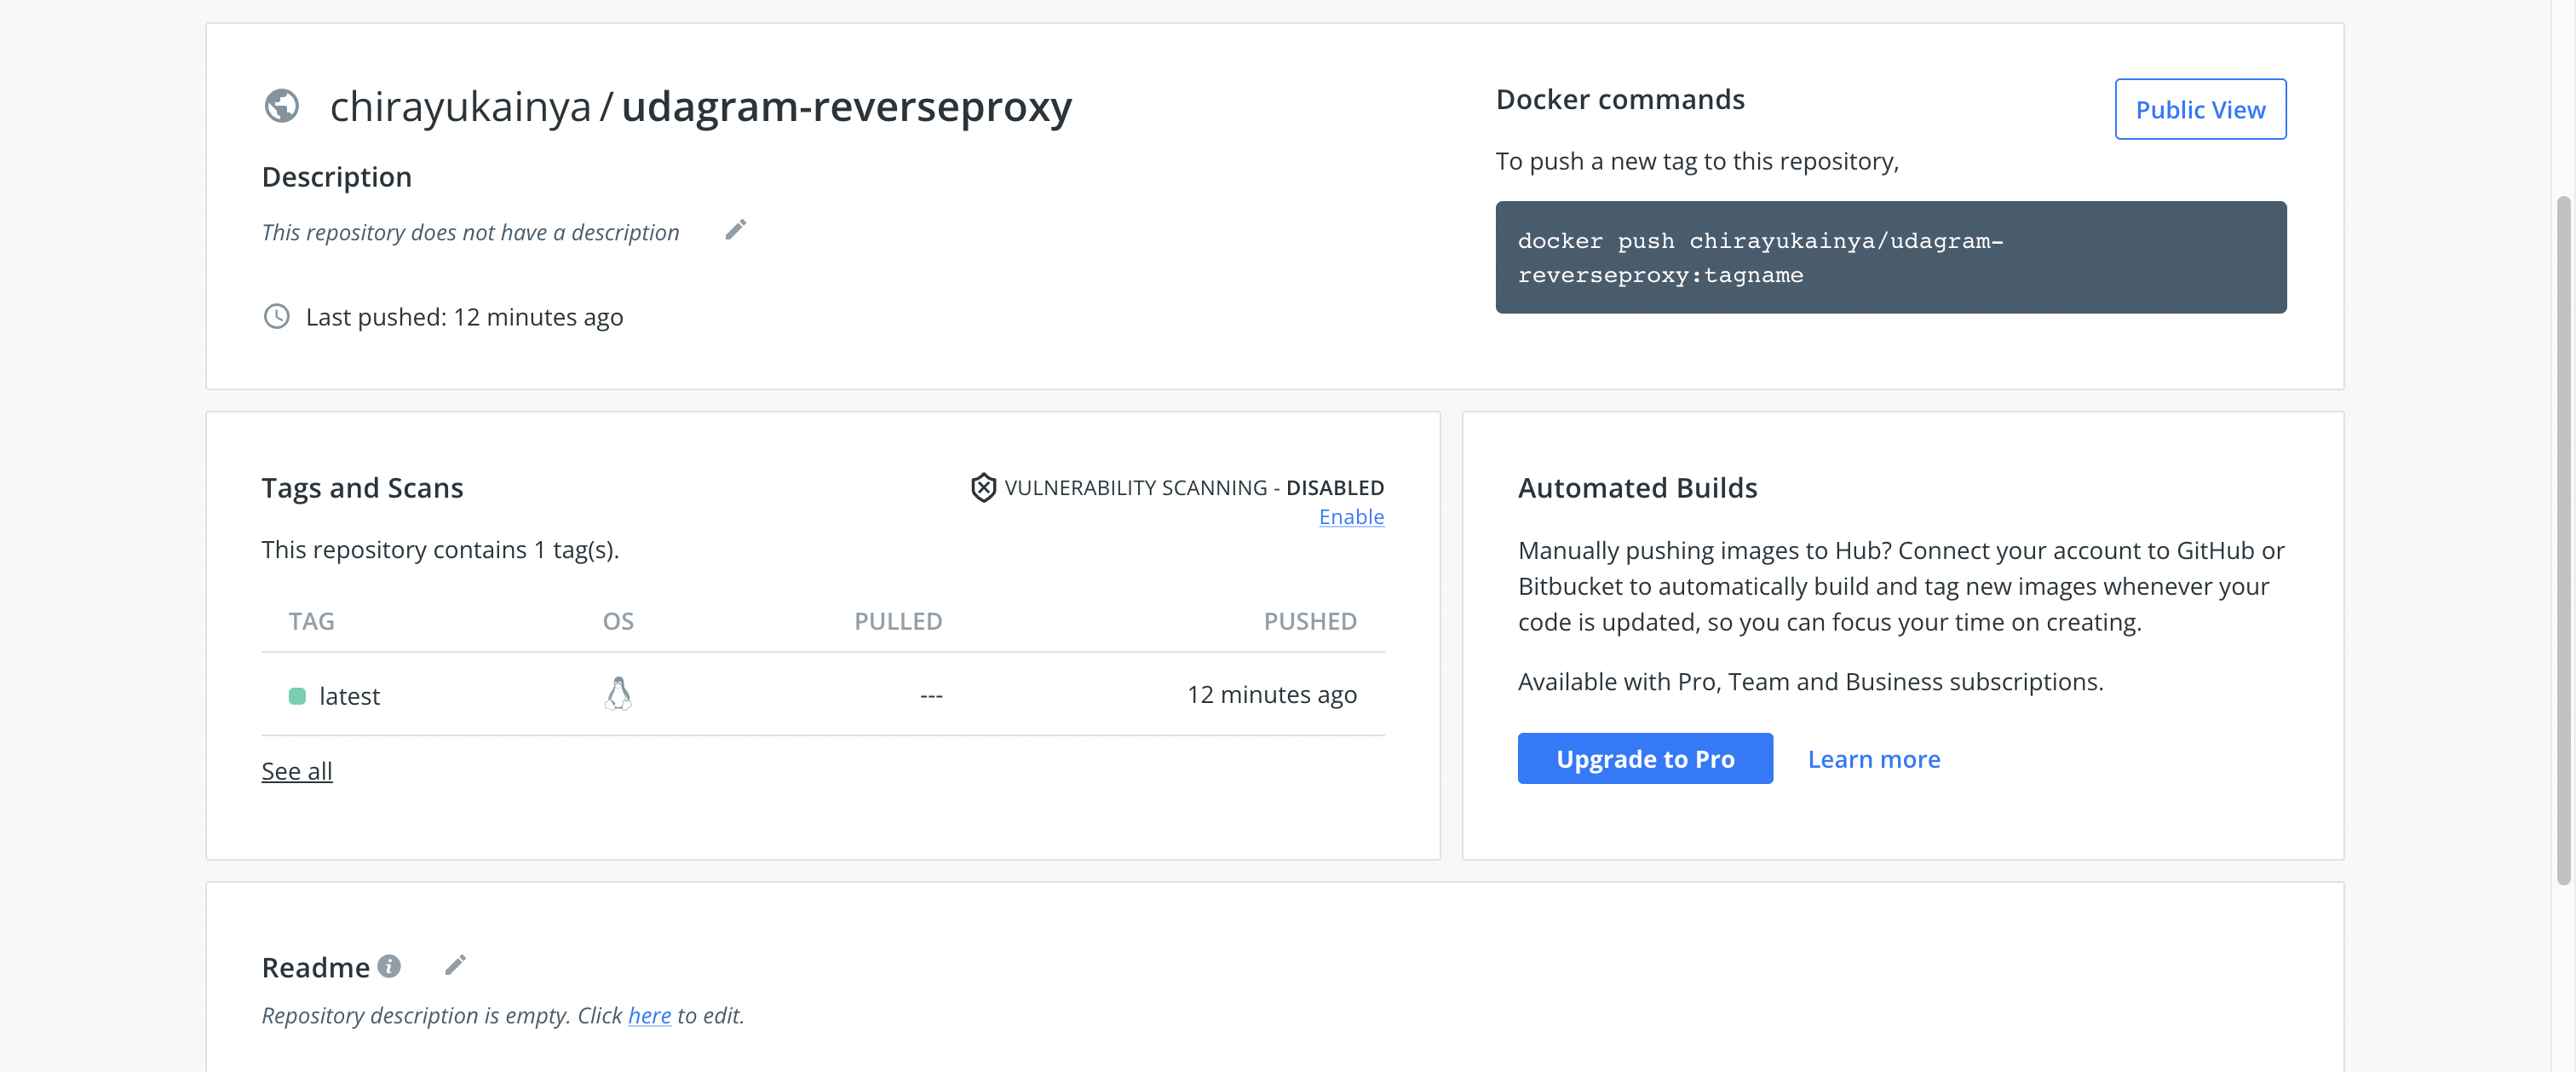 chirayukainya / udagram-reverseproxy
Description
This repository does not have a description
Last pushed: 12 minutes ago
Docker commands
Public View
To push a new tag to this repository,
docker push chirayukainya/udagram-
reverseproxy:tagname
Tags and Scans
VULNERABILITY SCANNING - DISABLED
Enable
This repository contains 1 tag(s).
TAG OS PULLED PUSHED
latest --- 12 minutes ago
See all
Automated Builds
Manually pushing images to Hub? Connect your account to GitHub or
Bitbucket to automatically build and tag new images whenever your
code is updated, so you can focus your time on creating.
Available with Pro, Team and Business subscriptions.
Upgrade to Pro Learn more
Readme
Repository description is empty. Click here to edit.